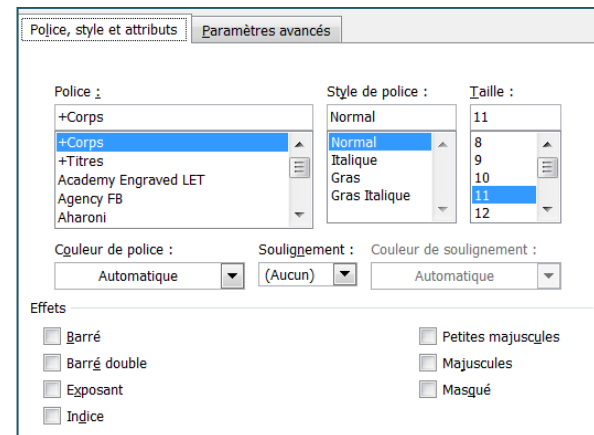 Police, style et attributs Paramètres avancés
Police : Style de police : Taille :
+Corps Normal 11
+Corps Normal 8
+Titres Italique 9
Academy Engraved LET Gras 10
Agency FB Gras Italique 11
Aharoni 12
Couleur de police : Soulignement : Couleur de soulignement :
Automatique (Aucun) Automatique
Effets
Barré Petites majuscules
Barré double Majuscules
Exposant Masqué
Indice